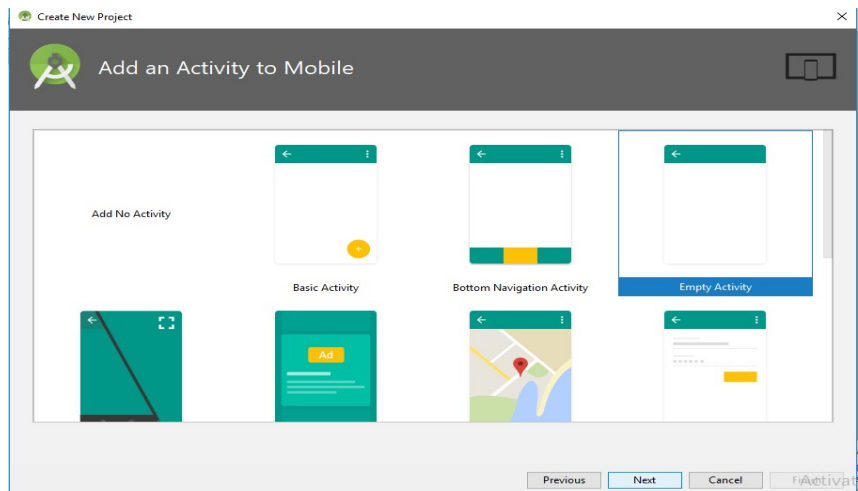 Create New Project
Add an Activity to Mobile
Add No Activity
Basic Activity
Bottom Navigation Activity
Empty Activity
Ad
Previous
Next
Cancel